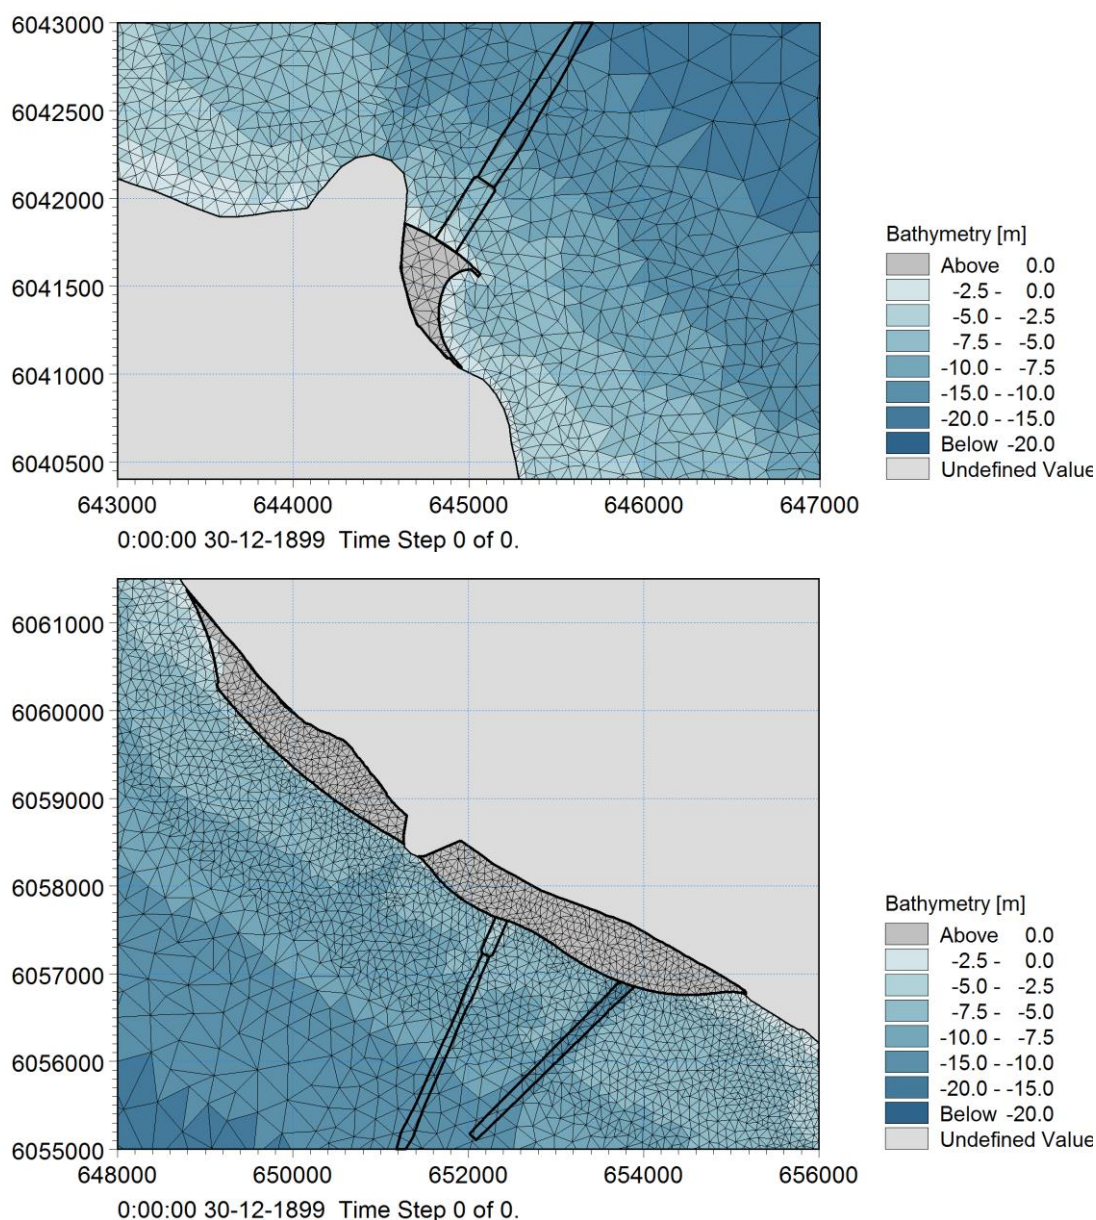 6043000
6042500
6042000
6041500
6041000
6040500
643000 644000 645000 646000 647000
0:00:00 30-12-1899 Time Step 0 of 0.
Bathymetry [m]
Above 0.0
-2.5 - 0.0
-5.0 - -2.5
-7.5 - -5.0
-10.0 - -7.5
-15.0 - -10.0
-20.0 - -15.0
Below -20.0
Undefined Value
6061000
6060000
6059000
6058000
6057000
6056000
6055000
648000 650000 652000 654000 656000
0:00:00 30-12-1899 Time Step 0 of 0.
Bathymetry [m]
Above 0.0
-2.5 - 0.0
-5.0 - -2.5
-7.5 - -5.0
-10.0 - -7.5
-15.0 - -10.0
-20.0 - -15.0
Below -20.0
Undefined Value